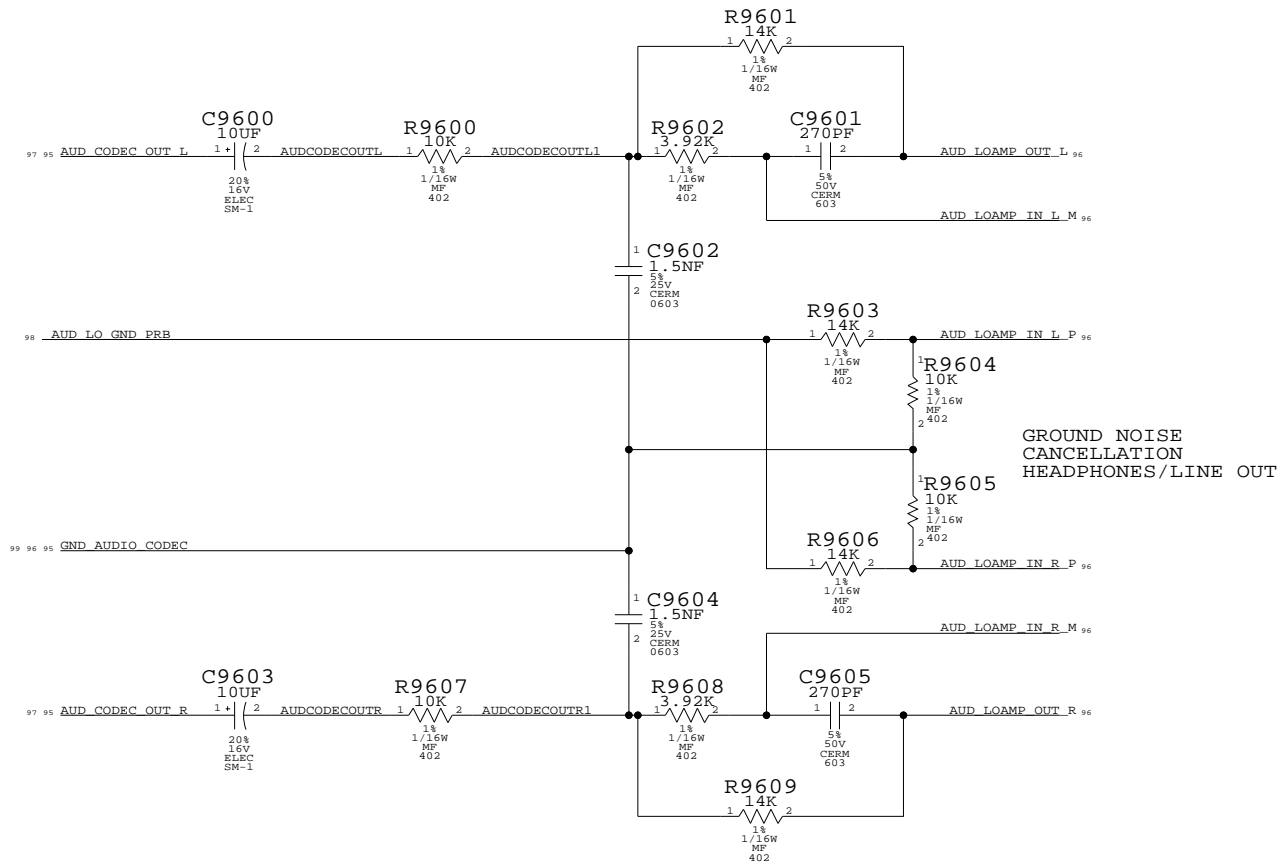 R9601
14K
1 2
1%
1/16W
MF
402
C9600
10UF
1 + 2
20%
16V
ELEC
SM-1
R9600
10K
1 2
1%
1/16W
MF
402
R9602
3.92K
1 2
1%
1/16W
MF
402
C9601
270PF
1 2
5%
50V
CERM
603
97 95 AUD_CODEC_OUT_L
AUDCODECOUTL
AUDCODECOUTL1
AUD_LOAMP_OUT_L 96
AUD_LOAMP_IN_L_M 96
1
C9602
1.5NF
5%
25V
CERM
0603
2
98 AUD_LO_GND_PRB
R9603
14K
1 2
1%
1/16W
MF
402
AUD_LOAMP_IN_L_P 96
1
R9604
10K
1%
1/16W
MF
402
2
GROUND NOISE
CANCELLATION
HEADPHONES/LINE OUT
1
R9605
10K
1%
1/16W
MF
402
2
99 96 95 GND_AUDIO_CODEC
R9606
14K
1 2
1%
1/16W
MF
402
AUD_LOAMP_IN_R_P 96
1
C9604
1.5NF
5%
25V
CERM
0603
2
AUD_LOAMP_IN_R_M 96
C9603
10UF
1 + 2
20%
16V
ELEC
SM-1
R9607
10K
1 2
1%
1/16W
MF
402
R9608
3.92K
1 2
1%
1/16W
MF
402
C9605
270PF
1 2
5%
50V
CERM
603
97 95 AUD_CODEC_OUT_R
AUDCODECOUTR
AUDCODECOUTR1
AUD_LOAMP_OUT_R 96
R9609
14K
1 2
1%
1/16W
MF
402